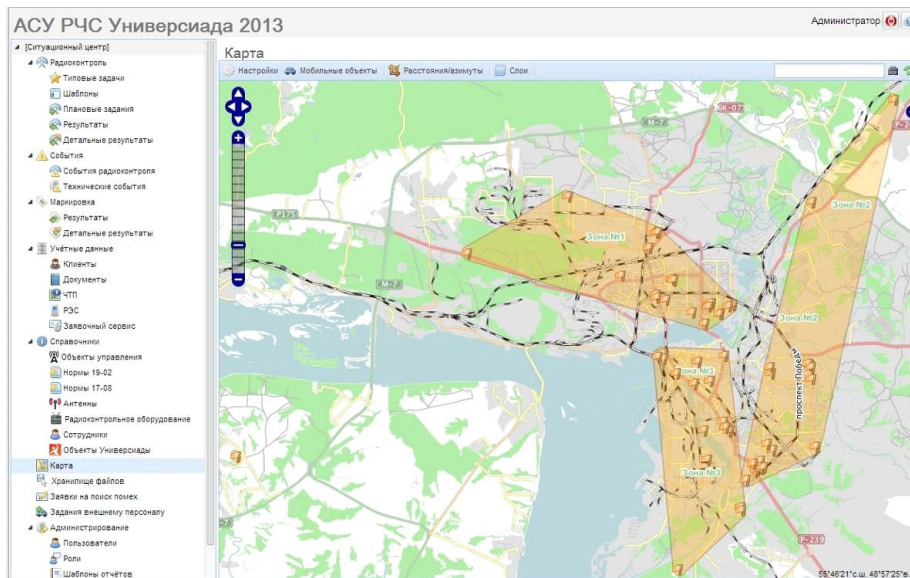 АСУ РЧС Универсиада 2013
Администратор
[Ситуационный центр]
Радиоконтроль
Типовые задачи
Шаблоны
Плановые задания
Результаты
Детальные результаты
События
События радиоконтроля
Технические события
Маркировка
Результаты
Детальные результаты
Учётные данные
Клиенты
Документы
ЧТП
РЭС
Заявочный сервис
Справочники
Объекты управления
Нормы 19-02
Нормы 17-08
Антенны
Радиоконтрольное оборудование
Сотрудники
Объекты Универсиады
Карта
Хранилище файлов
Заявки на поиск помех
Задания внешнему персоналу
Администрирование
Пользователи
Роли
Шаблоны отчётов
Карта
Настройки Мобильные объекты Расстояния/азимуты Слои
М-7
Р175
Зона №1
Зона №2
М-7
Зона №2
проспект Победы
Зона №3
Зона №3
Р-239
55°46'21"с.ш. 48°57'25"в.